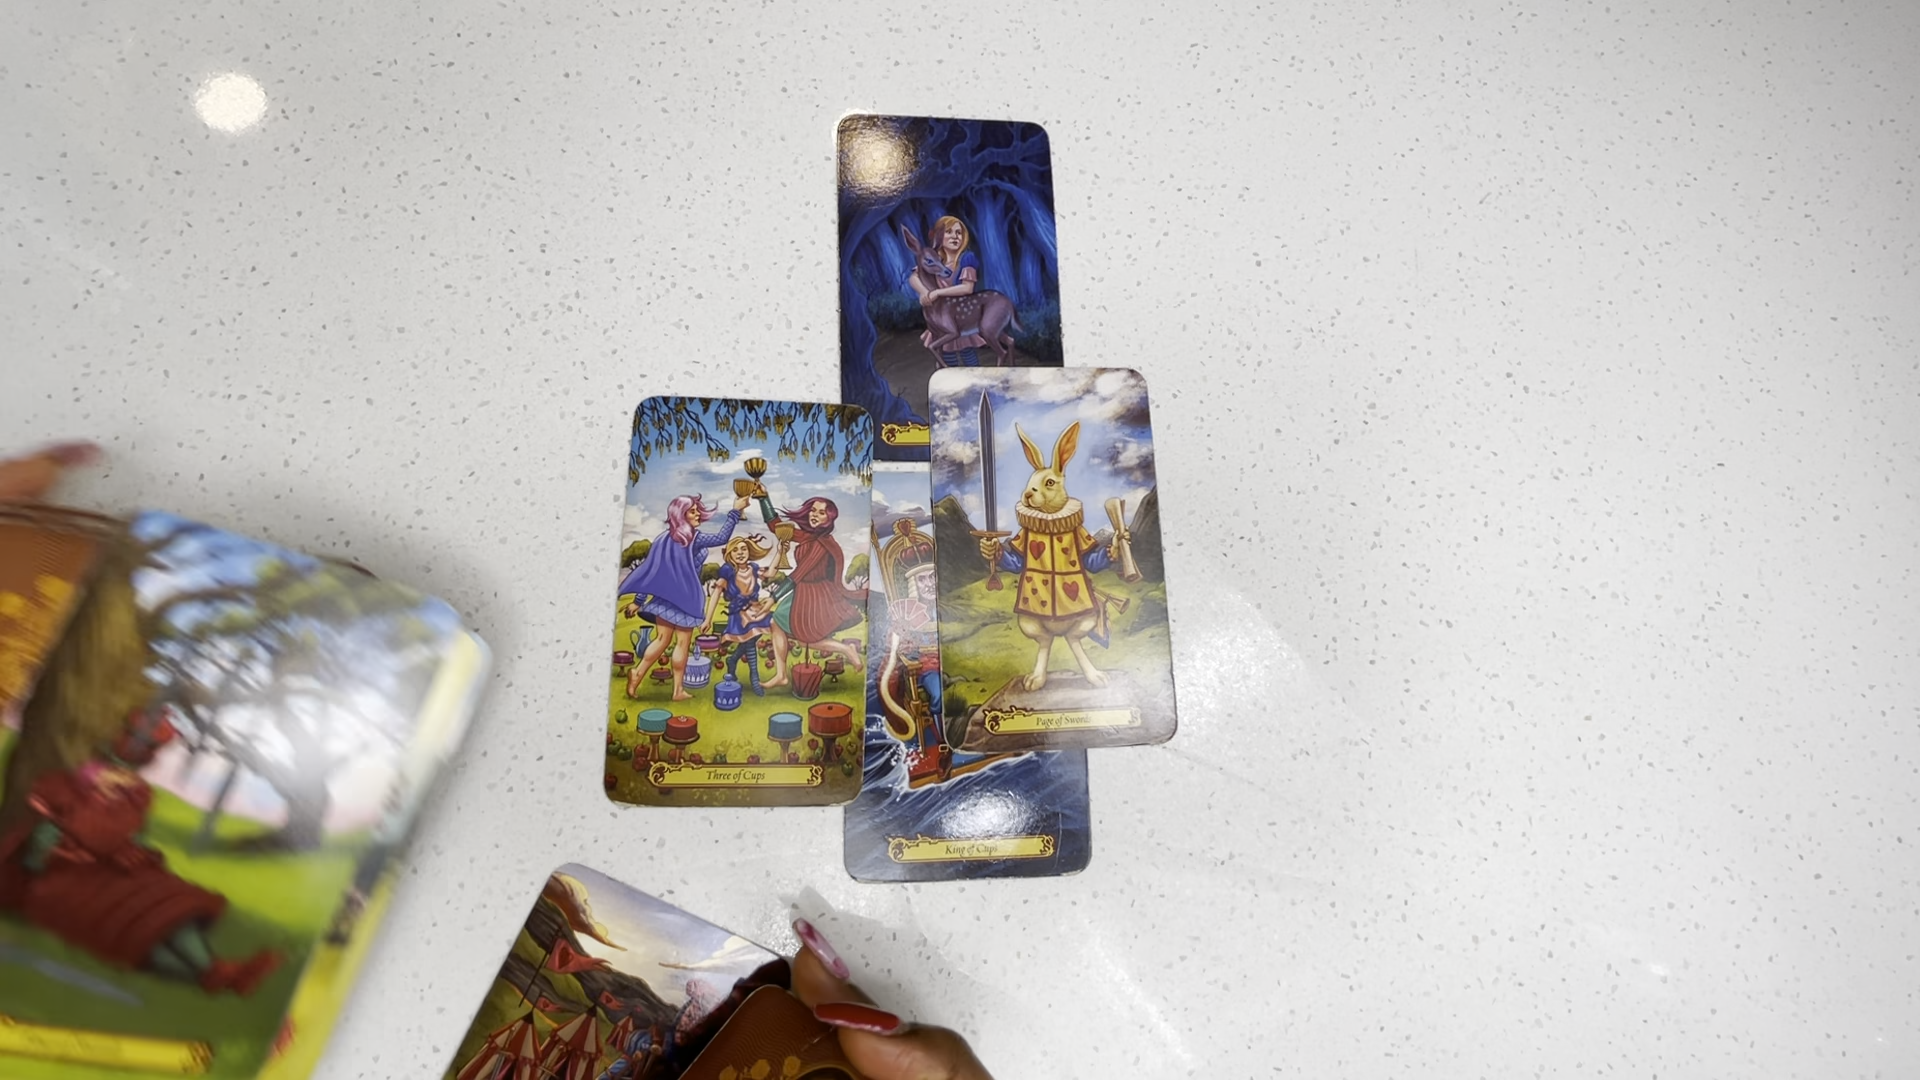 Three of Cups
Page of Swords
King of Cups